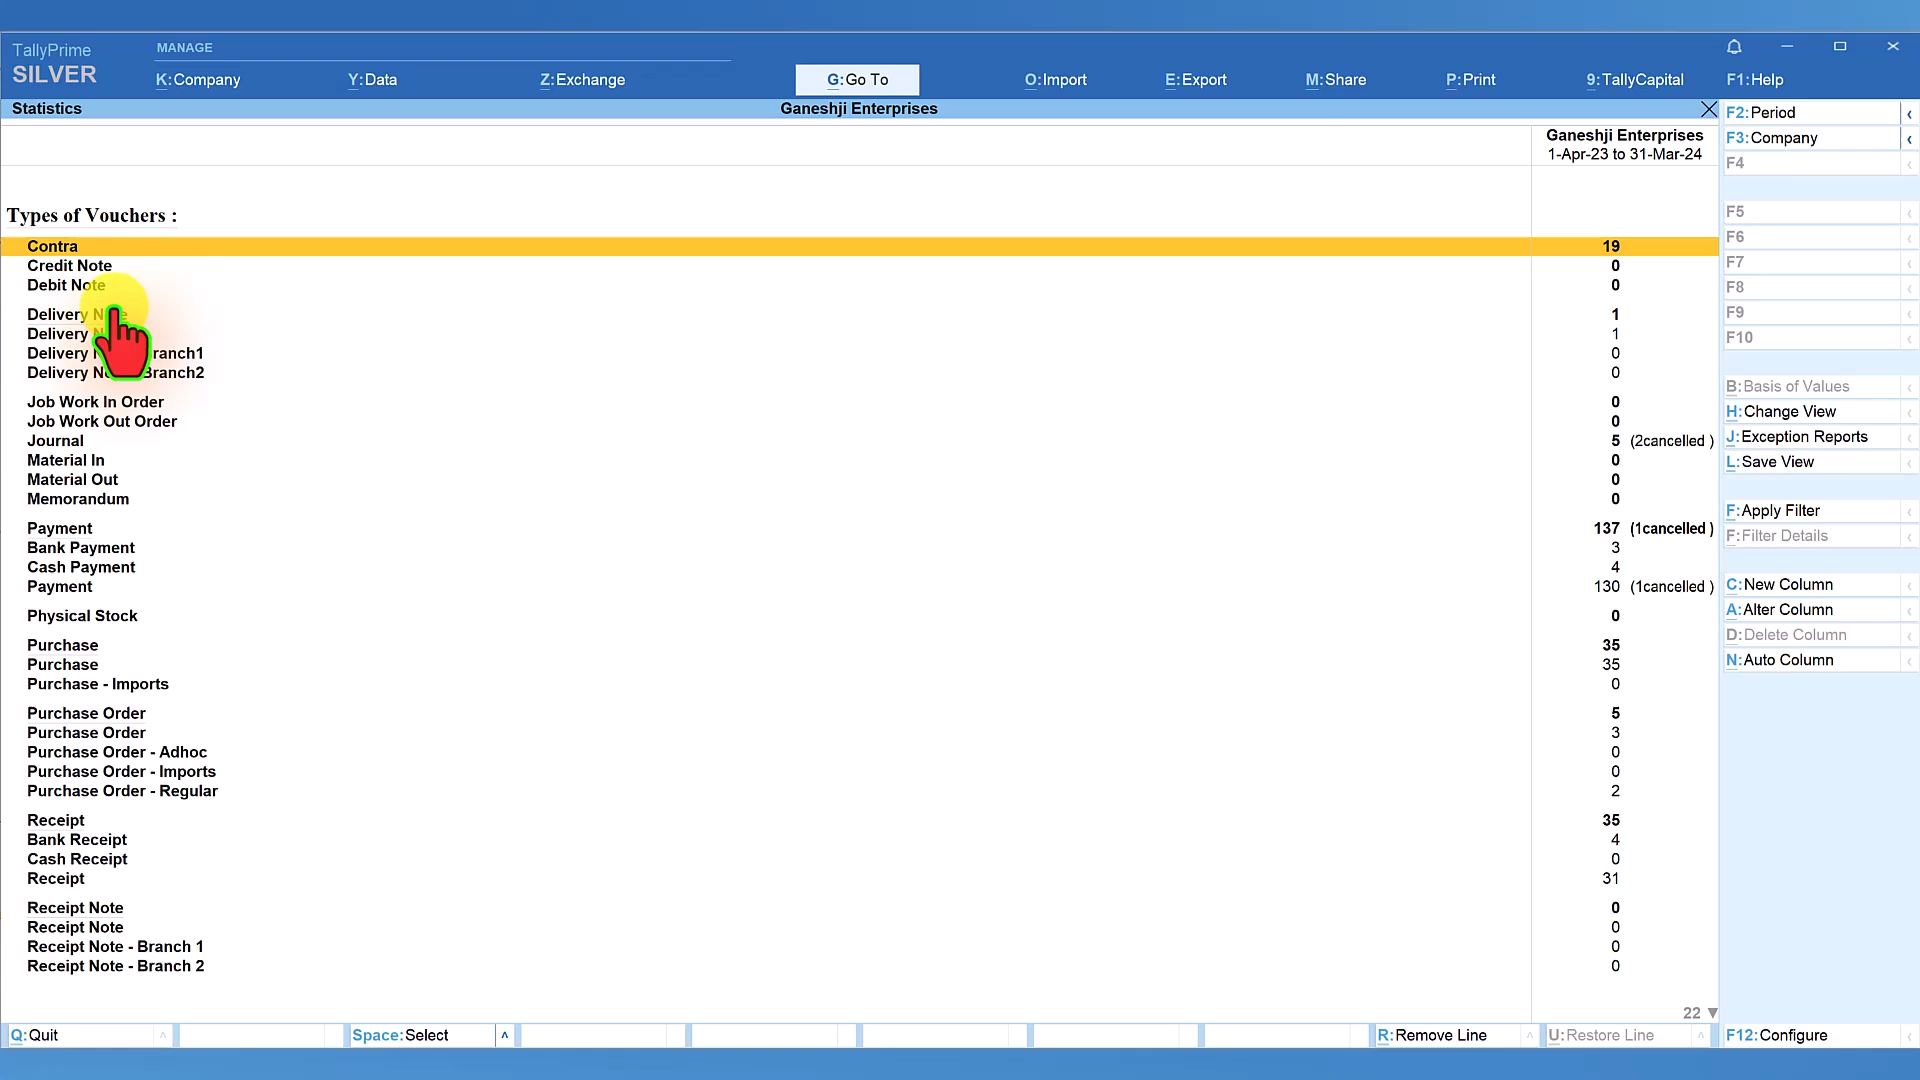 TallyPrime
SILVER
MANAGE
K:Company
Y:Data
Z:Exchange
G:Go To
O:Import
E:Export
M:Share
P:Print
9:TallyCapital
F1:Help
Statistics
Ganeshji Enterprises
Ganeshji Enterprises
1-Apr-23 to 31-Mar-24
Types of Vouchers :
Contra 19
Credit Note 0
Debit Note 0
Delivery 1
Delivery 1
Delivery 0
Delivery 0
Job Work In Order 0
Job Work Out Order 0
Journal 5 (2cancelled )
Material In 0
Material Out 0
Memorandum 0
Payment 137 (1cancelled )
Bank Payment 3
Cash Payment 4
Payment 130 (1cancelled )
Physical Stock 0
Purchase 35
Purchase 35
Purchase - Imports 0
Purchase Order 5
Purchase Order 3
Purchase Order - Adhoc 0
Purchase Order - Imports 0
Purchase Order - Regular 2
Receipt 35
Bank Receipt 4
Cash Receipt 0
Receipt 31
Receipt Note 0
Receipt Note 0
Receipt Note - Branch 1 0
Receipt Note - Branch 2 0
22
F2:Period
F3:Company
F4
F5
F6
F7
F8
F9
F10
B:Basis of Values
H:Change View
J:Exception Reports
L:Save View
F:Apply Filter
F:Filter Details
C:New Column
A:Alter Column
D:Delete Column
N:Auto Column
Q:Quit
Space:Select
R:Remove Line
U:Restore Line
F12:Configure